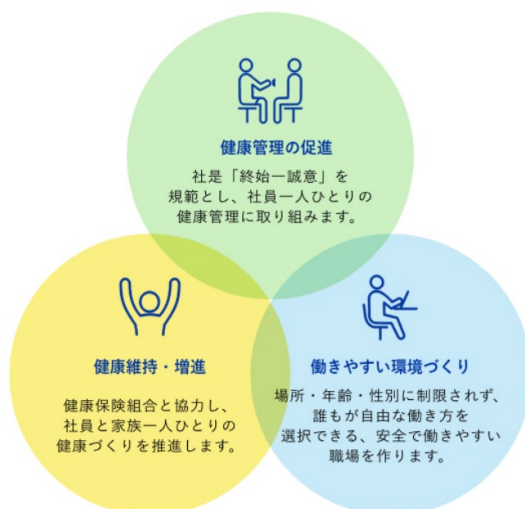 健康管理の促進
社是「終始一誠意」を
規範とし、社員一人ひとりの
健康管理に取り組みます。
健康維持・増進
健康保険組合と協力し、
社員と家族一人ひとりの
健康づくりを推進します。
働きやすい環境づくり
場所・年齢・性別に制限されず、
誰もが自由な働き方を
選択できる、安全で働きやすい
職場を作ります。